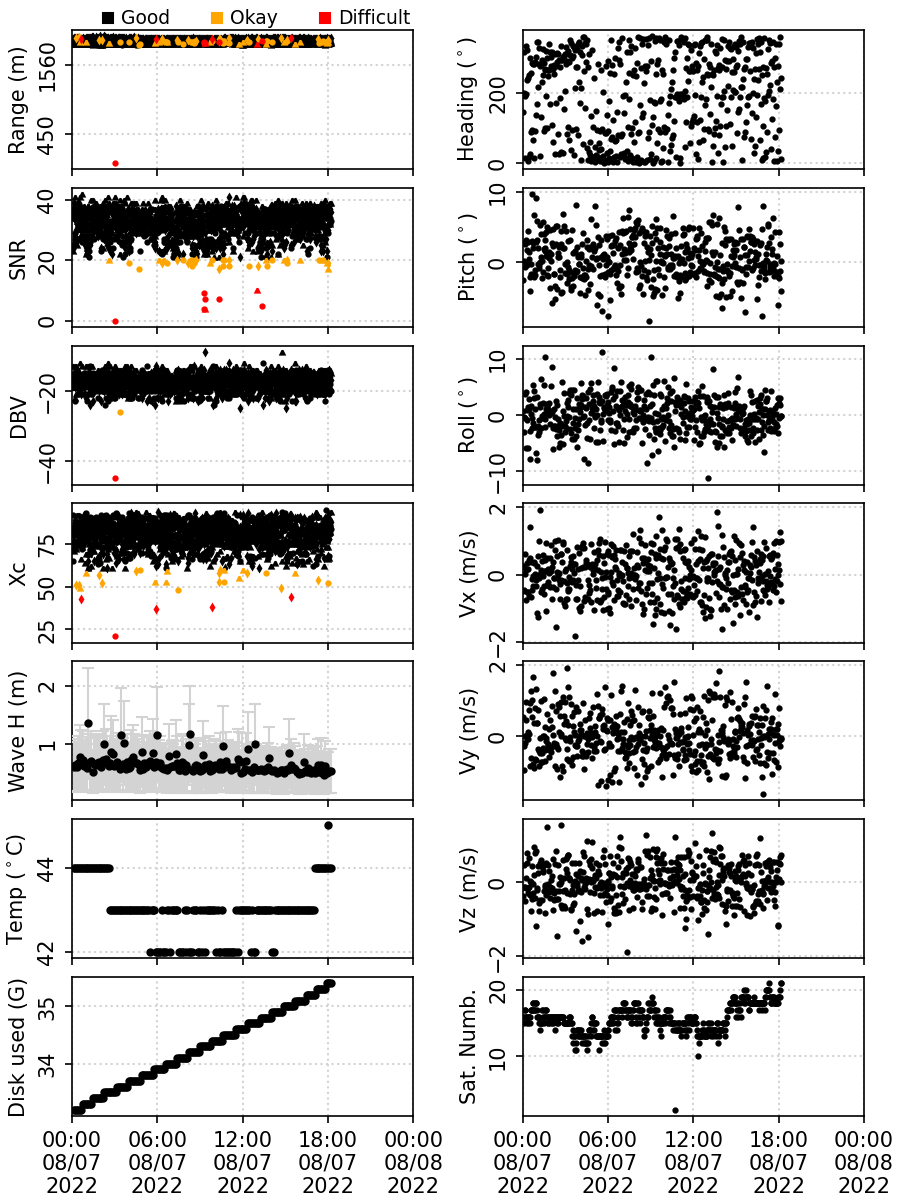 Good Okay Difficult
Range (m)
1560
450
Heading (°)
200
0
SNR
40
20
0
Pitch (°)
10
0
DBV
−20
−40
Roll (°)
10
0
−10
Xc
75
50
25
Vx (m/s)
2
0
−2
Wave H (m)
2
1
Vy (m/s)
2
0
Temp (°C)
44
42
Vz (m/s)
0
−2
Disk used (G)
35
34
Sat. Numb.
20
10
00:00 06:00 12:00 18:00 00:00 00:00 06:00 12:00 18:00 00:00
08/07 08/07 08/07 08/07 08/08 08/07 08/07 08/07 08/07 08/08
2022 2022 2022 2022 2022 2022 2022 2022 2022 2022